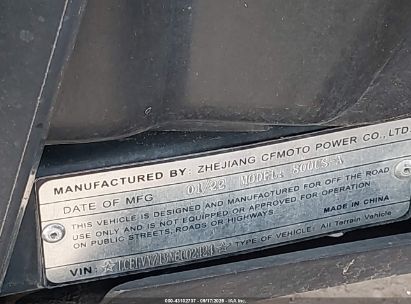 MANUFACTURED BY: ZHEJIANG CFMOTO POWER CO., LTD
DATE OF MFG 01/22 MODEL:
THIS VEHICLE IS DESIGNED AND MANUFACTURED FOR OFF THE ROAD
USE ONLY AND IS NOT EQUIPPED OR APPROVED FOR OPERATION
ON PUBLIC STREETS, ROADS OR HIGHWAYS MADE IN CHINA
VIN: TYPE OF VEHICLE: All Terrain Vehicle